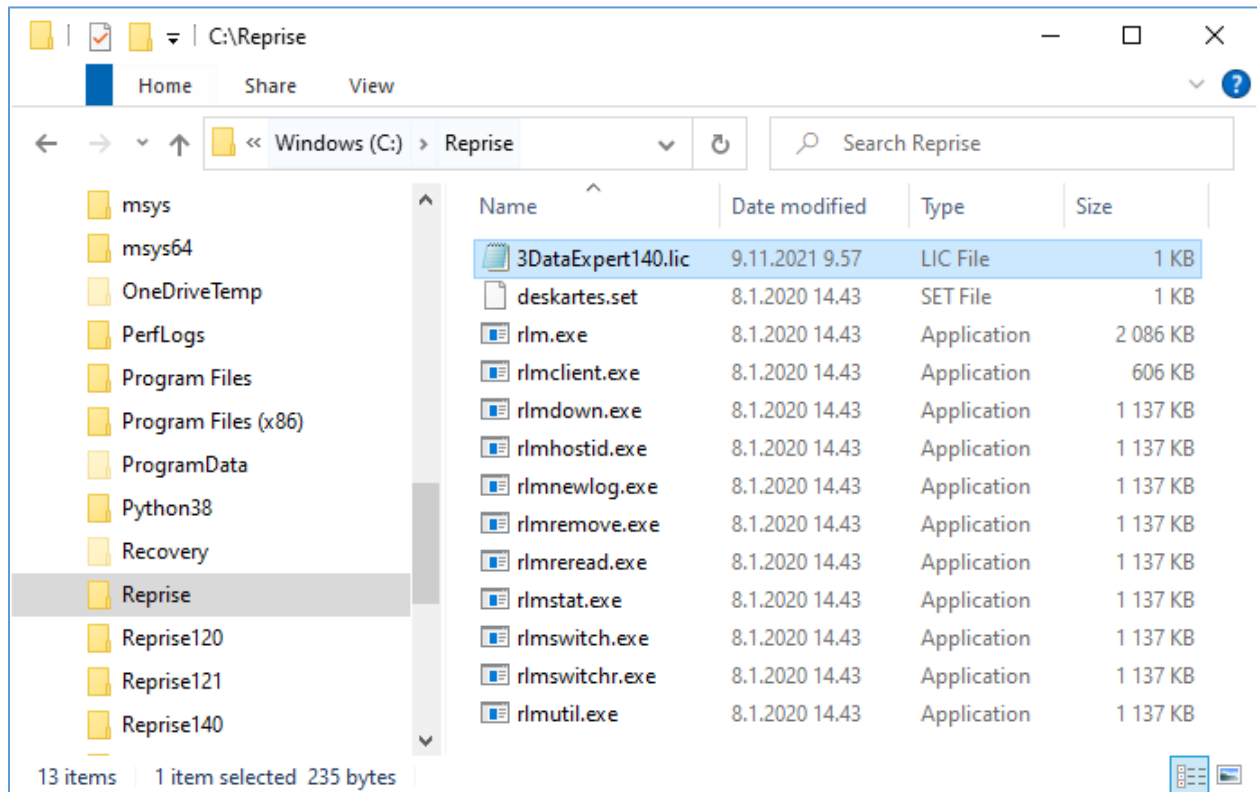 C:\Reprise
Home Share View
« Windows (C:) › Reprise
Search Reprise
msys
msys64
OneDriveTemp
PerfLogs
Program Files
Program Files (x86)
ProgramData
Python38
Recovery
Reprise
Reprise120
Reprise121
Reprise140
Name Date modified Type Size
3DataExpert140.lic 9.11.2021 9.57 LIC File 1 KB
deskartes.set 8.1.2020 14.43 SET File 1 KB
rlm.exe 8.1.2020 14.43 Application 2 086 KB
rlmclient.exe 8.1.2020 14.43 Application 606 KB
rlmdown.exe 8.1.2020 14.43 Application 1 137 KB
rlmhostid.exe 8.1.2020 14.43 Application 1 137 KB
rlmnewlog.exe 8.1.2020 14.43 Application 1 137 KB
rlmremove.exe 8.1.2020 14.43 Application 1 137 KB
rlmreread.exe 8.1.2020 14.43 Application 1 137 KB
rlmstat.exe 8.1.2020 14.43 Application 1 137 KB
rlmswitch.exe 8.1.2020 14.43 Application 1 137 KB
rlmswitchr.exe 8.1.2020 14.43 Application 1 137 KB
rlmutil.exe 8.1.2020 14.43 Application 1 137 KB
13 items 1 item selected 235 bytes